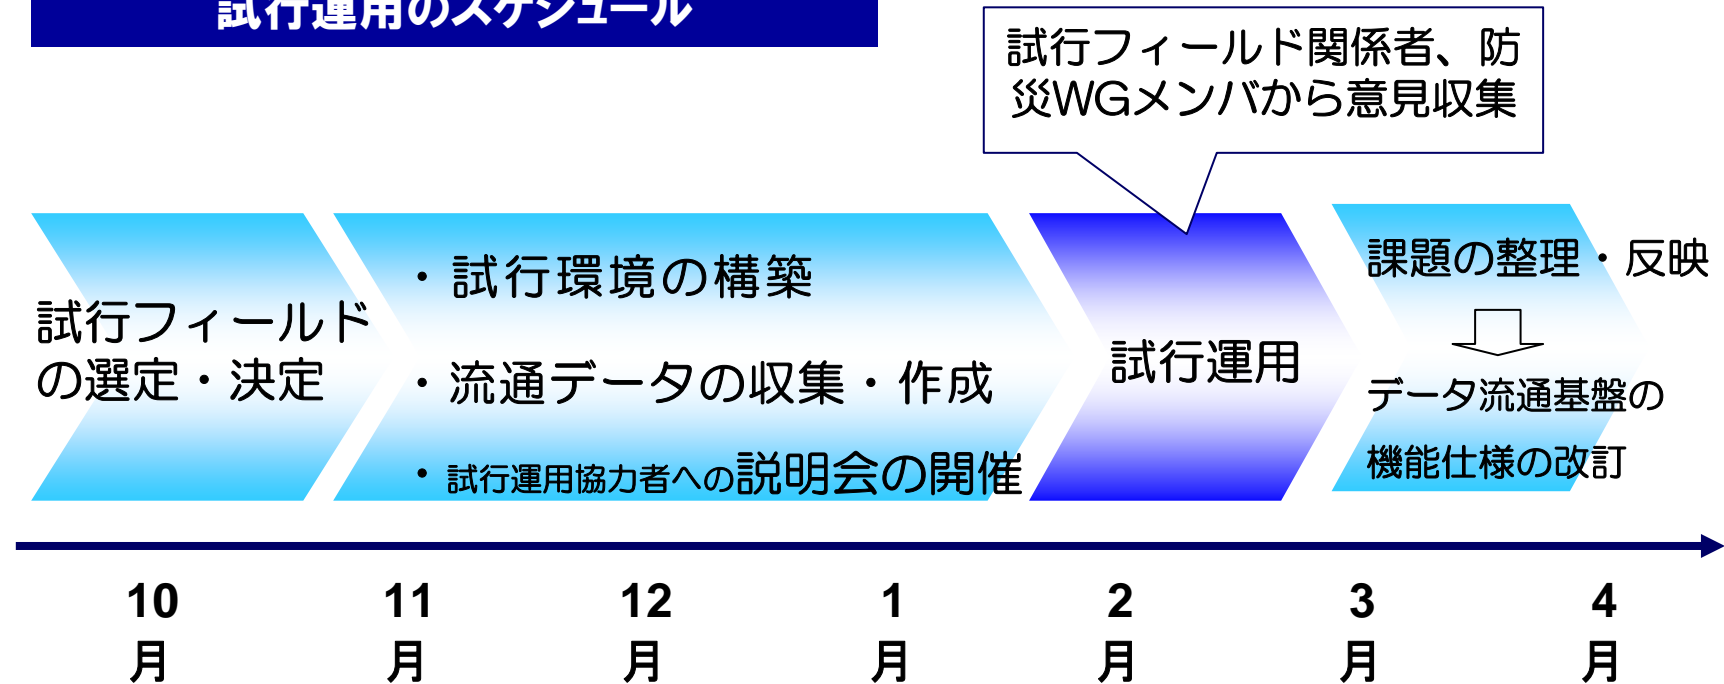 試行運用のスケジュール
試行フィールド関係者、防
災WGメンバから意見収集
試行フィールド
の選定・決定
・試行環境の構築
・流通データの収集・作成
・試行運用協力者への説明会の開催
試行運用
課題の整理・反映
データ流通基盤の
機能仕様の改訂
10月
11月
12月
1月
2月
3月
4月